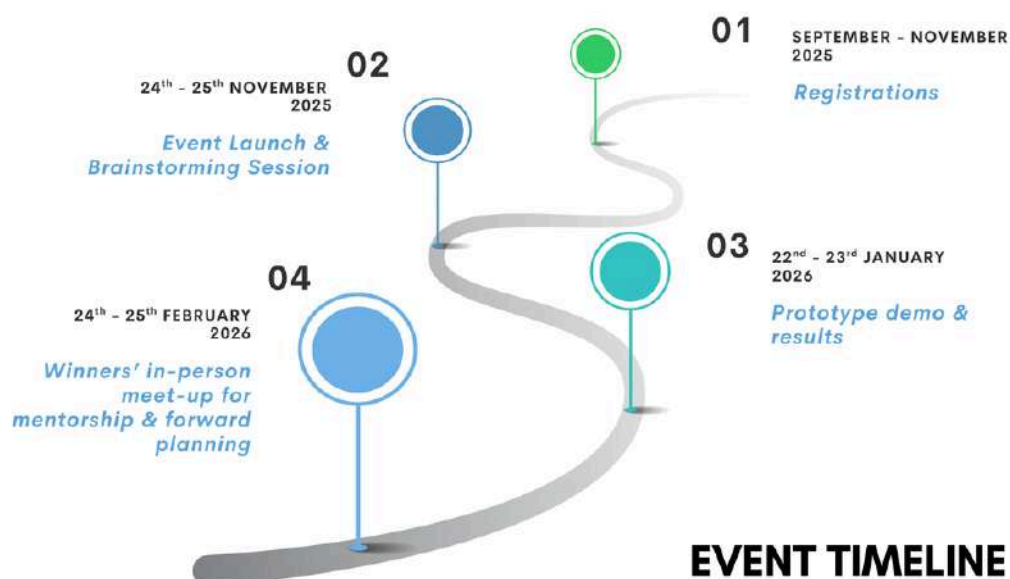 01
SEPTEMBER - NOVEMBER
2025
Registrations
02
24th - 25th NOVEMBER
2025
Event Launch &
Brainstorming Session
03
22nd - 23rd JANUARY
2026
Prototype demo &
results
04
24th - 25th FEBRUARY
2026
Winners' in-person
meet-up for
mentorship & forward
planning
EVENT TIMELINE